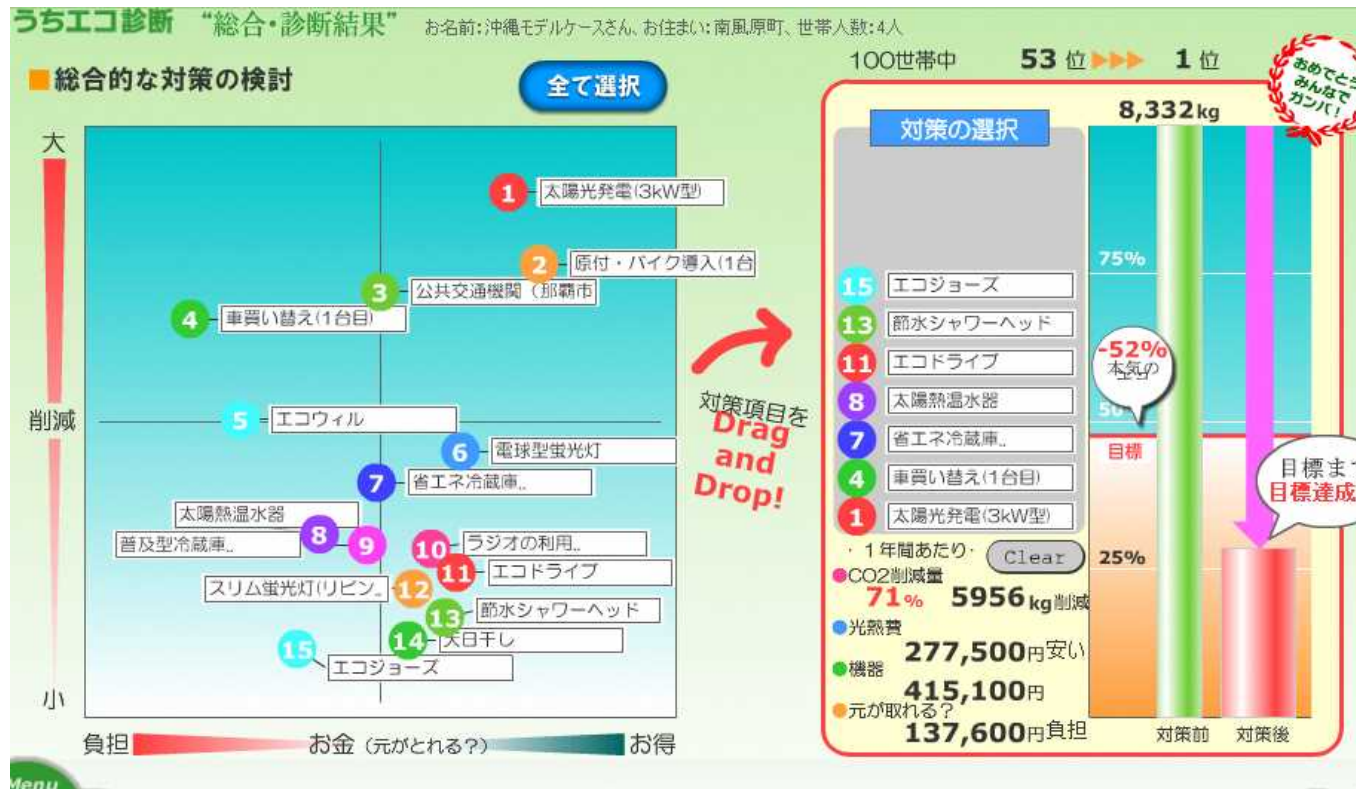 うちエコ診断 “総合・診断結果” お名前:沖縄モデルケースさん、お住まい:南風原町、世帯人数:4人
■総合的な対策の検討
全て選択
100世帯中 53 位 ▶▶▶ 1 位
おめでとう
みんなで
ガンバ!
大
削減
小
1 太陽光発電(3kW型)
2 原付・バイク導入(1台
3 公共交通機関(那覇市
4 車買い替え(1台目)
5 エコウィル
6 電球型蛍光灯
7 省エネ冷蔵庫..
太陽熱温水器
8
普及型冷蔵庫..
9
10 ラジオの利用..
11 エコドライブ
スリム蛍光灯(リビン..
12
13 節水シャワーヘッド
14 天日干し
15 エコジョーズ
負担 お金 (元がとれる?) お得
対策項目を
Drag
and
Drop!
対策の選択
15 エコジョーズ
13 節水シャワーヘッド
11 エコドライブ
8 太陽熱温水器
7 省エネ冷蔵庫..
4 車買い替え(1台目)
1 太陽光発電(3kW型)
・1年間あたり・ Clear
●CO2削減量
71% 5956 kg削減
●光熱費
277,500円安い
●機器
415,100円
●元が取れる?
137,600円負担
8,332kg
75%
-52%
本気の
50
目標
目標まで
目標達成
25%
対策前 対策後
Menu